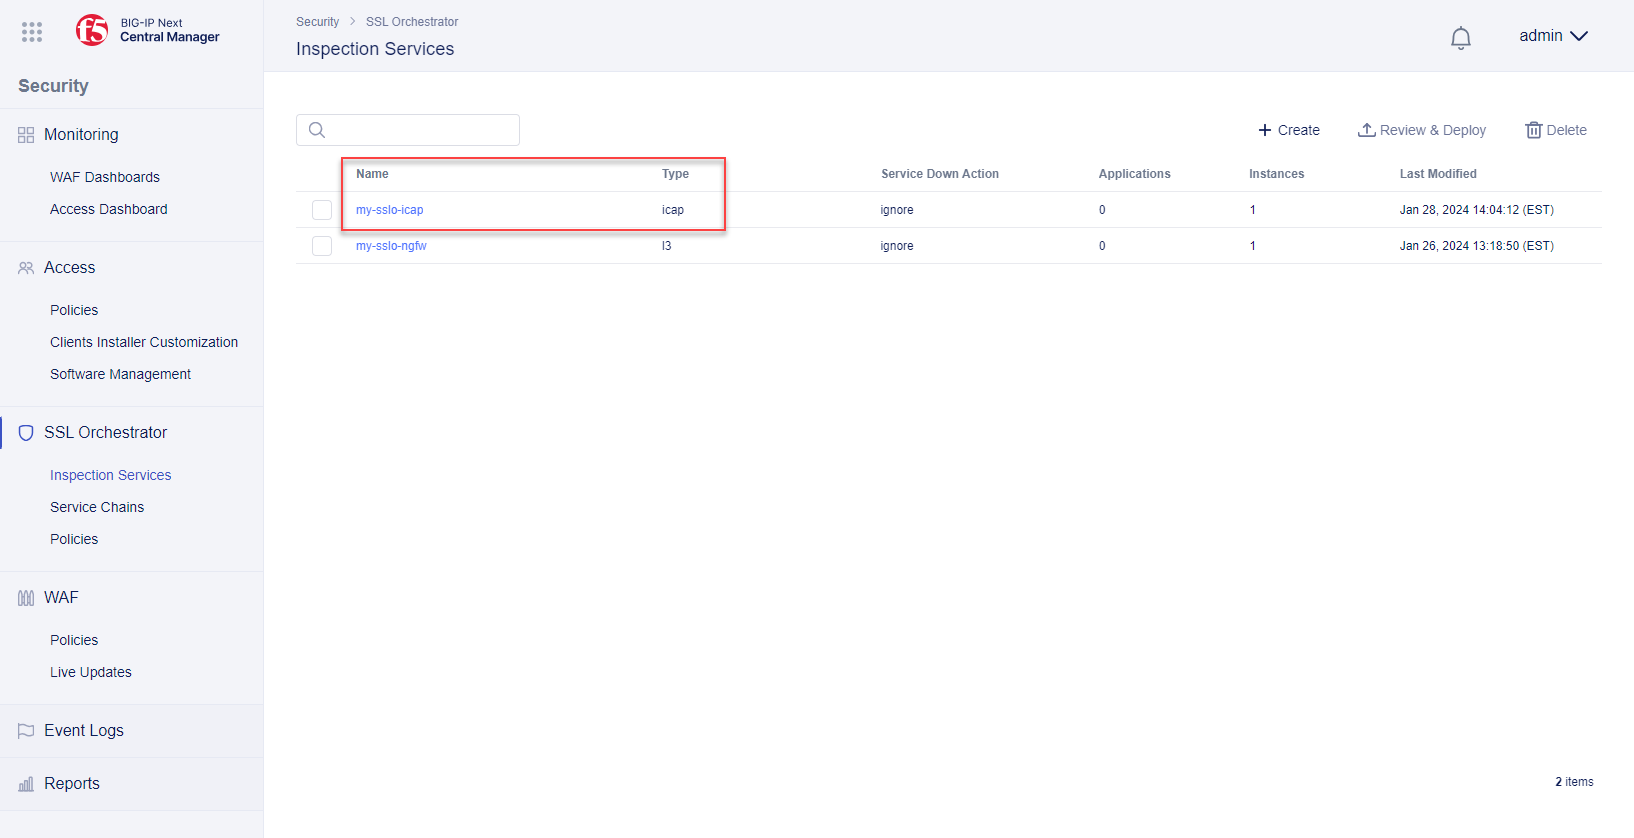 BIG-IP Next
Central Manager
Security
Monitoring
WAF Dashboards
Access Dashboard
Access
Policies
Clients Installer Customization
Software Management
SSL Orchestrator
Inspection Services
Service Chains
Policies
WAF
Policies
Live Updates
Event Logs
Reports
Security > SSL Orchestrator
Inspection Services
admin
+ Create Review & Deploy Delete
Name Type Service Down Action Applications Instances Last Modified
my-sslo-icap icap ignore 0 1 Jan 28, 2024 14:04:12 (EST)
my-sslo-ngfw l3 ignore 0 1 Jan 26, 2024 13:18:50 (EST)
2 items